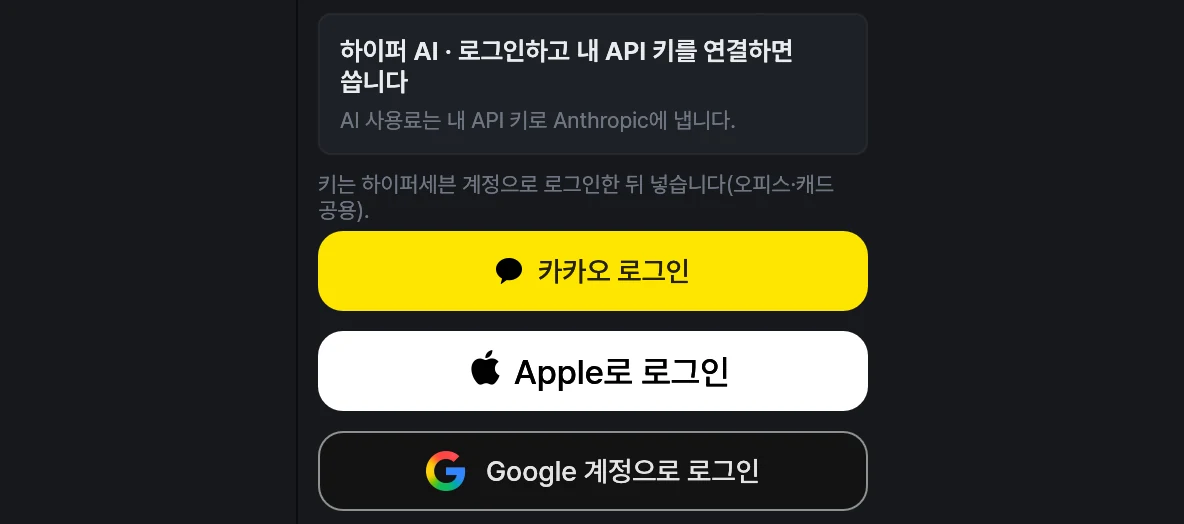 하이퍼 AI · 로그인하고 내 API 키를 연결하면
씁니다
AI 사용료는 내 API 키로 Anthropic에 냅니다.
키는 하이퍼세븐 계정으로 로그인한 뒤 넣습니다(오피스·캐드
공용).
카카오 로그인
Apple로 로그인
Google 계정으로 로그인